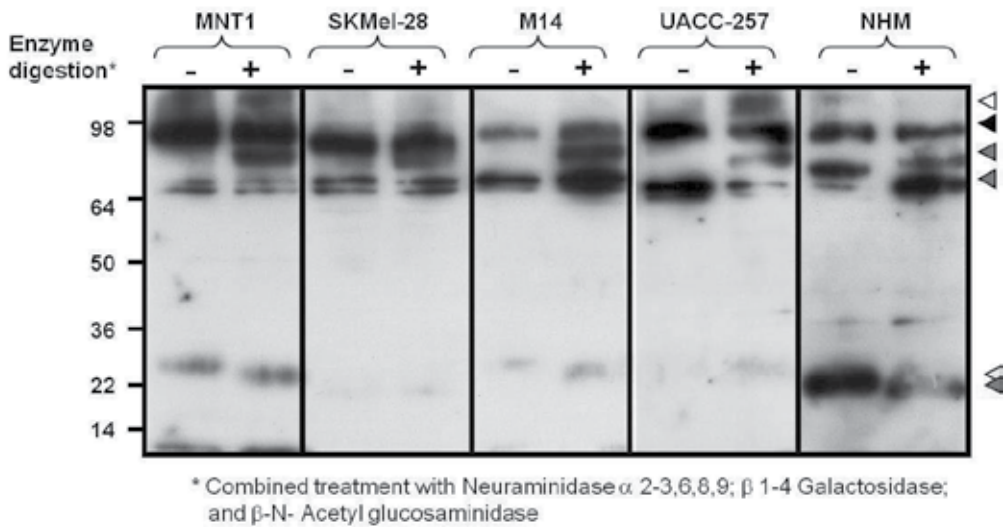 MNT1 SKMel-28 M14 UACC-257 NHM
Enzyme
digestion*
- + - + - + - + - +
98
64
50
36
22
14
* Combined treatment with Neuraminidase α 2-3,6,8,9; β 1-4 Galactosidase;
and β-N- Acetyl glucosaminidase